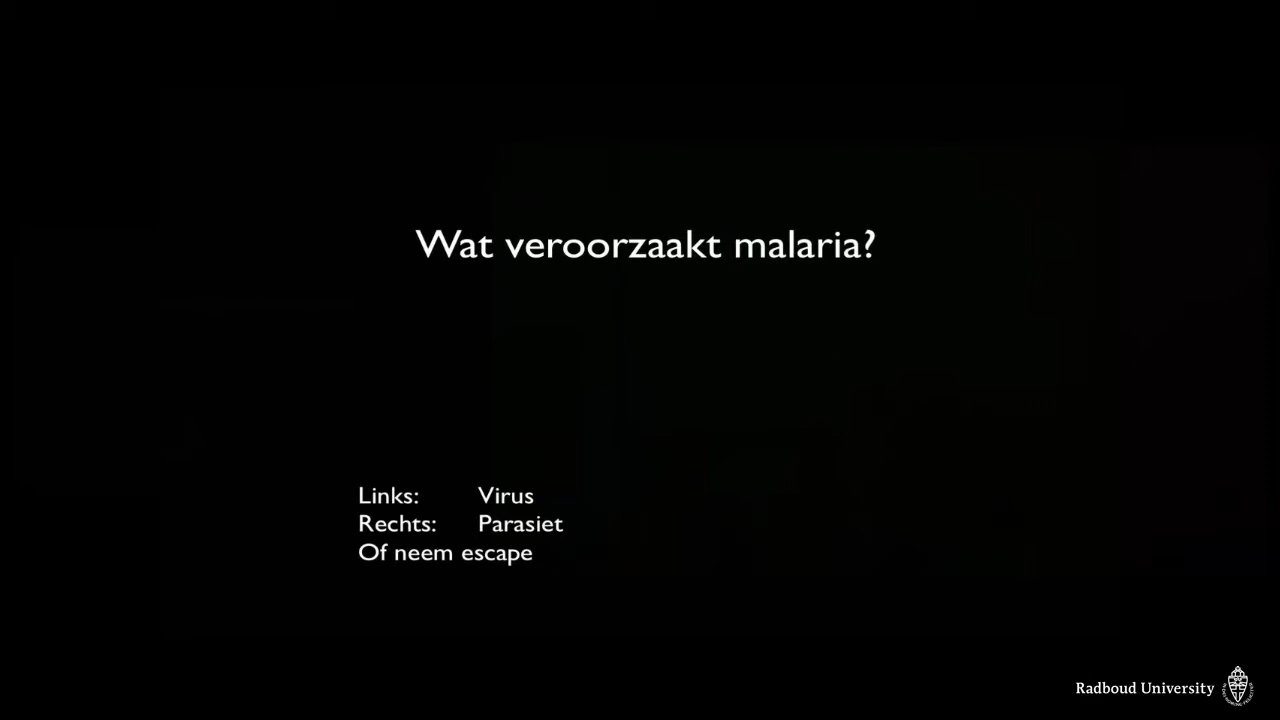 Wat veroorzaakt malaria?
Links: Virus
Rechts: Parasiet
Of neem escape
Radboud University